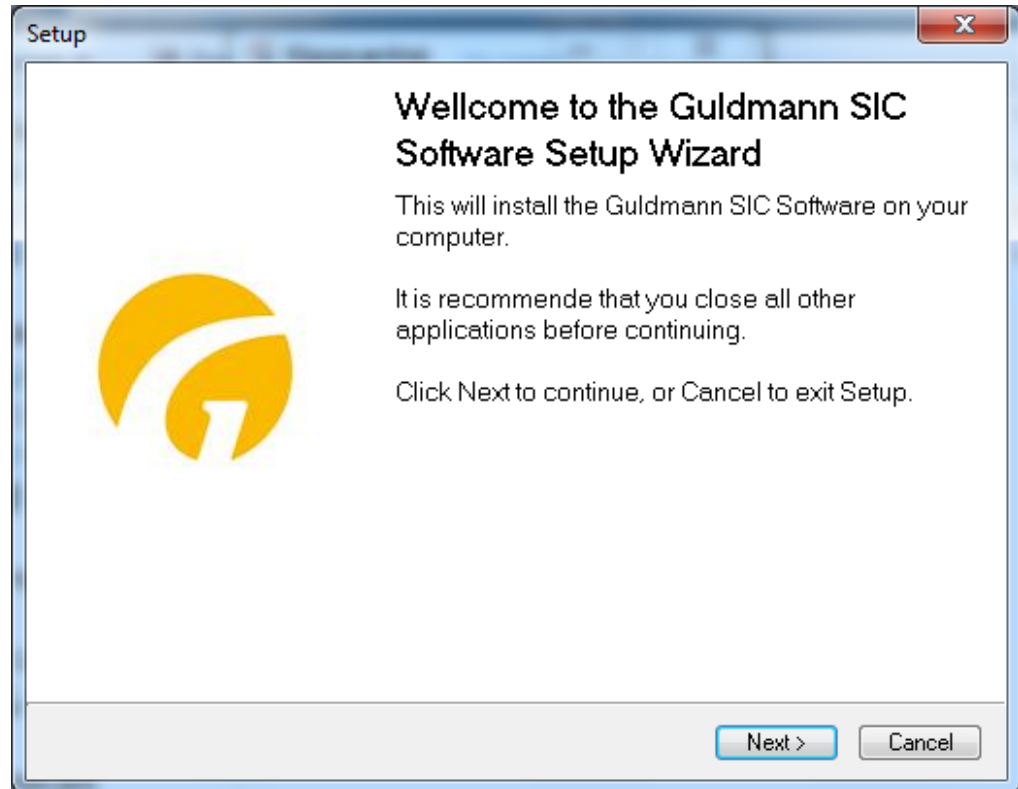 Setup
Wellcome to the Guldmann SIC
Software Setup Wizard
This will install the Guldmann SIC Software on your
computer.
It is recommende that you close all other
applications before continuing.
Click Next to continue, or Cancel to exit Setup.
Next >
Cancel